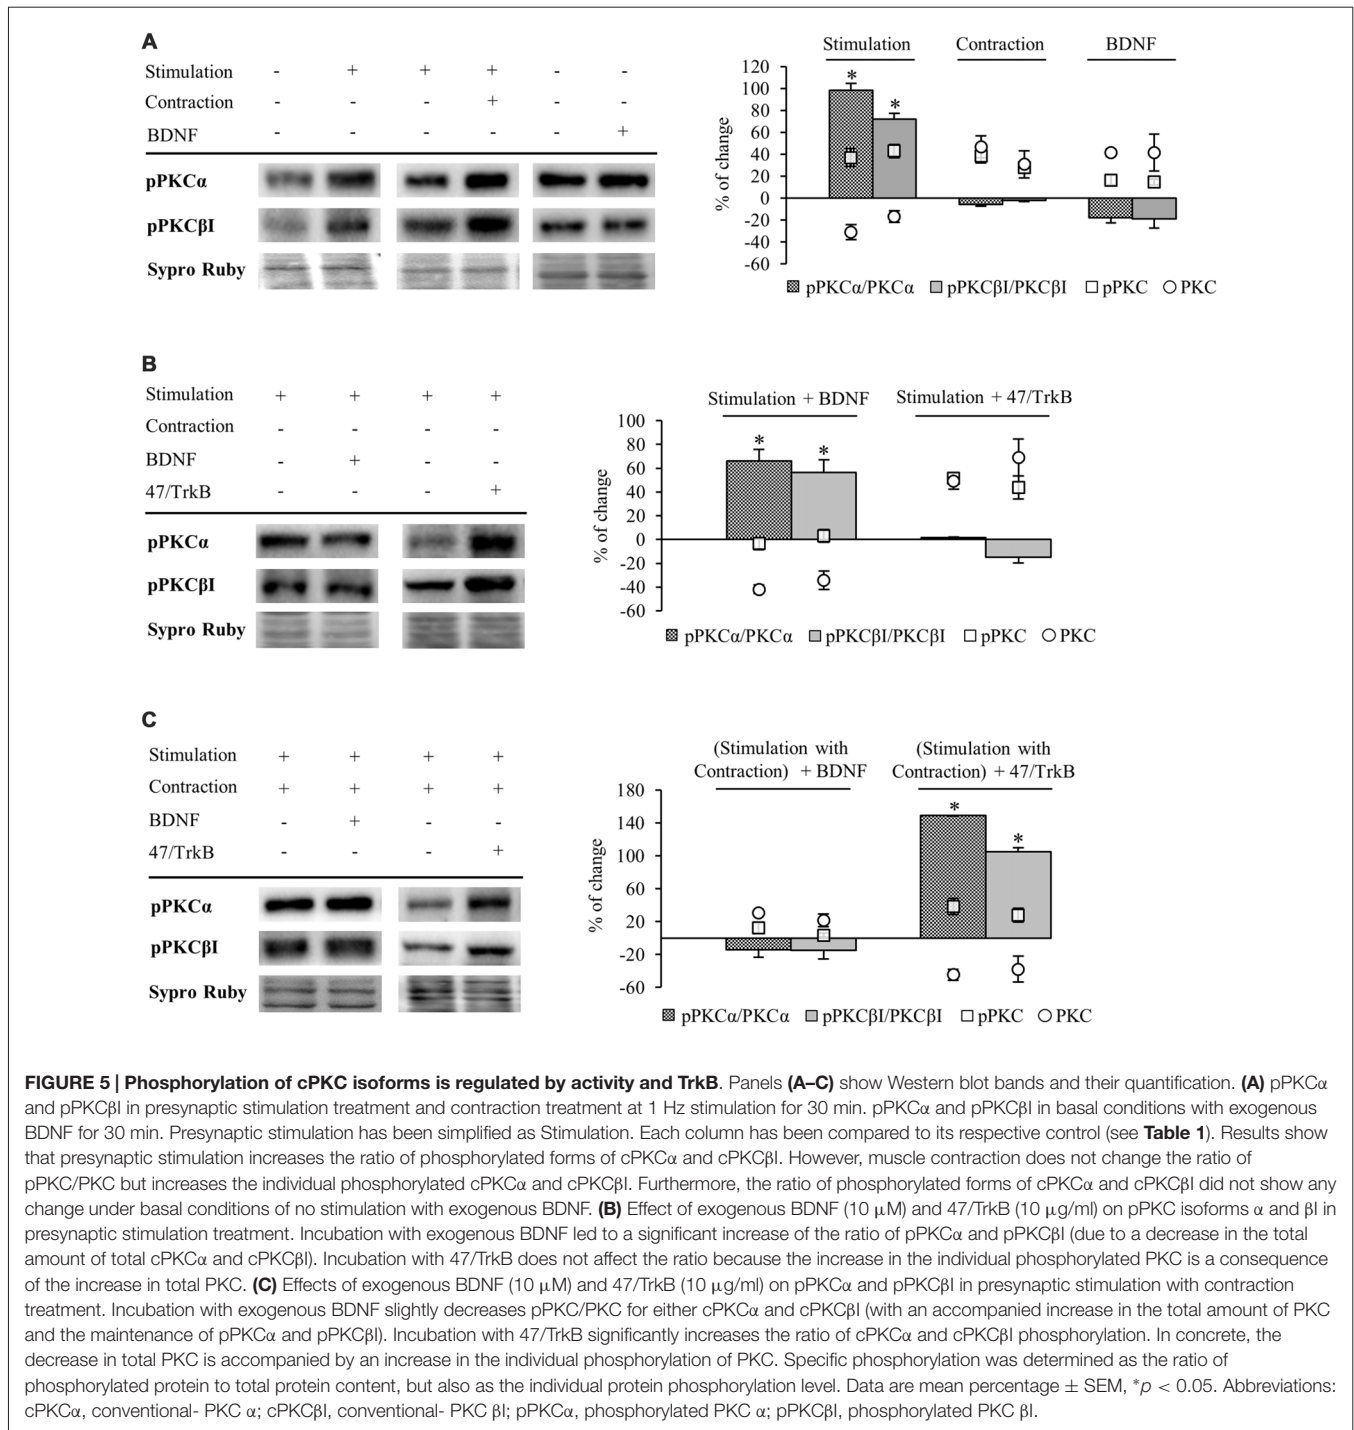 A
Stimulation - + + + - -
Contraction - - - + - -
BDNF - - - - - +
pPKCα
pPKCβI
Sypro Ruby
Stimulation Contraction BDNF
120
100
80
60
40
20
0
-20
-40
-60
% of change
* *
pPKCα/PKCα pPKCβI/PKCβI pPKC PKC
B
Stimulation + + + +
Contraction - - - -
BDNF - + - -
47/TrkB - - - +
pPKCα
pPKCβI
Sypro Ruby
Stimulation + BDNF Stimulation + 47/TrkB
100
80
60
40
20
0
-20
-40
-60
% of change
* *
pPKCα/PKCα pPKCβI/PKCβI pPKC PKC
C
Stimulation + + + +
Contraction + + + +
BDNF - + - -
47/TrkB - - - +
pPKCα
pPKCβI
Sypro Ruby
(Stimulation with (Stimulation with
Contraction) + BDNF Contraction) + 47/TrkB
180
140
100
60
20
-20
-60
% of change
* *
pPKCα/PKCα pPKCβI/PKCβI pPKC PKC
FIGURE 5 | Phosphorylation of cPKC isoforms is regulated by activity and TrkB. Panels (A–C) show Western blot bands and their quantification. (A) pPKCα
and pPKCβI in presynaptic stimulation treatment and contraction treatment at 1 Hz stimulation for 30 min. pPKCα and pPKCβI in basal conditions with exogenous
BDNF for 30 min. Presynaptic stimulation has been simplified as Stimulation. Each column has been compared to its respective control (see Table 1). Results show
that presynaptic stimulation increases the ratio of phosphorylated forms of cPKCα and cPKCβI. However, muscle contraction does not change the ratio of
pPKC/PKC but increases the individual phosphorylated cPKCα and cPKCβI. Furthermore, the ratio of phosphorylated forms of cPKCα and cPKCβI did not show any
change under basal conditions of no stimulation with exogenous BDNF. (B) Effect of exogenous BDNF (10 μM) and 47/TrkB (10 μg/ml) on pPKC isoforms α and βI in
presynaptic stimulation treatment. Incubation with exogenous BDNF led to a significant increase of the ratio of pPKCα and pPKCβI (due to a decrease in the total
amount of total cPKCα and cPKCβI). Incubation with 47/TrkB does not affect the ratio because the increase in the individual phosphorylated PKC is a consequence
of the increase in total PKC. (C) Effects of exogenous BDNF (10 μM) and 47/TrkB (10 μg/ml) on pPKCα and pPKCβI in presynaptic stimulation with contraction
treatment. Incubation with exogenous BDNF slightly decreases pPKC/PKC for either cPKCα and cPKCβI (with an accompanied increase in the total amount of PKC
and the maintenance of pPKCα and pPKCβI). Incubation with 47/TrkB significantly increases the ratio of cPKCα and cPKCβI phosphorylation. In concrete, the
decrease in total PKC is accompanied by an increase in the individual phosphorylation of PKC. Specific phosphorylation was determined as the ratio of
phosphorylated protein to total protein content, but also as the individual protein phosphorylation level. Data are mean percentage ± SEM, *p < 0.05. Abbreviations:
cPKCα, conventional- PKC α; cPKCβI, conventional- PKC βI; pPKCα, phosphorylated PKC α; pPKCβI, phosphorylated PKC βI.